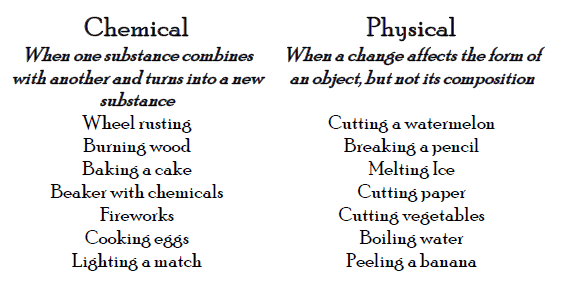 Chemical
When one substance combines
with another and turns into a new
substance
Wheel rusting
Burning wood
Baking a cake
Beaker with chemicals
Fireworks
Cooking eggs
Lighting a match
Physical
When a change affects the form of
an object, but not its composition
Cutting a watermelon
Breaking a pencil
Melting Ice
Cutting paper
Cutting vegetables
Boiling water
Peeling a banana